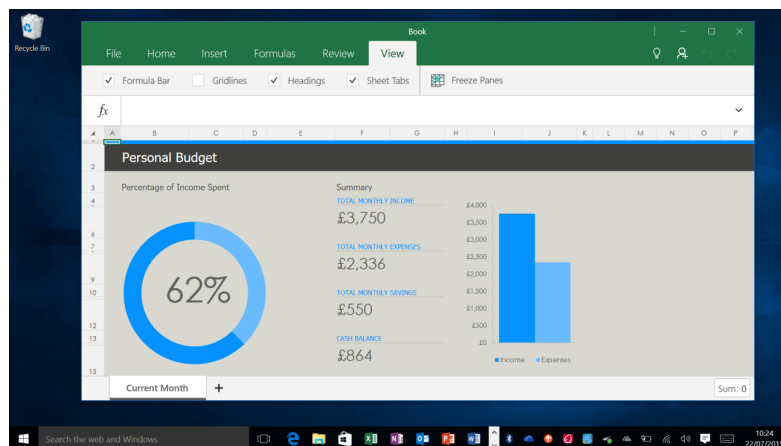 Recycle Bin
Book
File Home Insert Formulas Review View
Formula Bar Gridlines Headings Sheet Tabs Freeze Panes
fx
A B C D E F G H I J K L M N O P
2 Personal Budget
3 Percentage of Income Spent Summary
4 TOTAL MONTHLY INCOME
£4,000
£3,750
£3,500
6
£3,000
7 TOTAL MONTHLY EXPENSES
£2,336
£2,500
9
£2,000
62%
10 TOTAL MONTHLY SAVINGS
£1,500
£550
£1,000
12
£500
13 CASH BALANCE
£0
£864
Income Expenses
15
Current Month + Sum: 0
Search the web and Windows
10:24